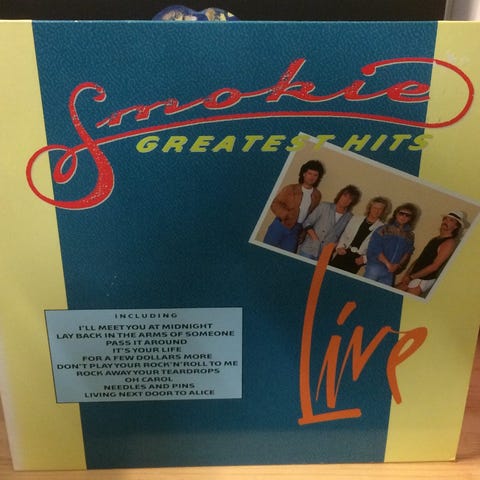 Smokie
GREATEST HITS
Live
INCLUDING
I'LL MEET YOU AT MIDNIGHT
LAY BACK IN THE ARMS OF SOMEONE
PASS IT AROUND
IT'S YOUR LIFE
FOR A FEW DOLLARS MORE
DON'T PLAY YOUR ROCK'N'ROLL TO ME
ROCK AWAY YOUR TEARDROPS
OH CAROL
NEEDLES AND PINS
LIVING NEXT DOOR TO ALICE